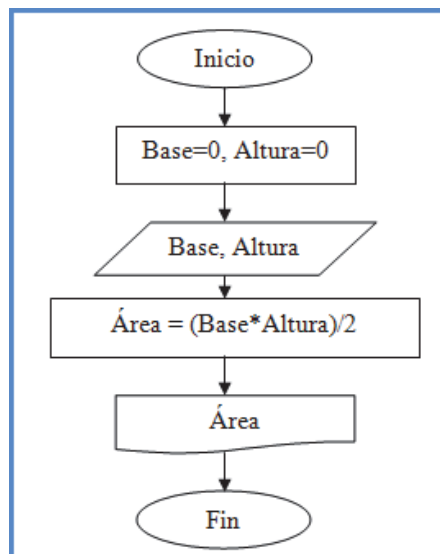 Inicio
Base=0, Altura=0
Base, Altura
Área = (Base*Altura)/2
Área
Fin